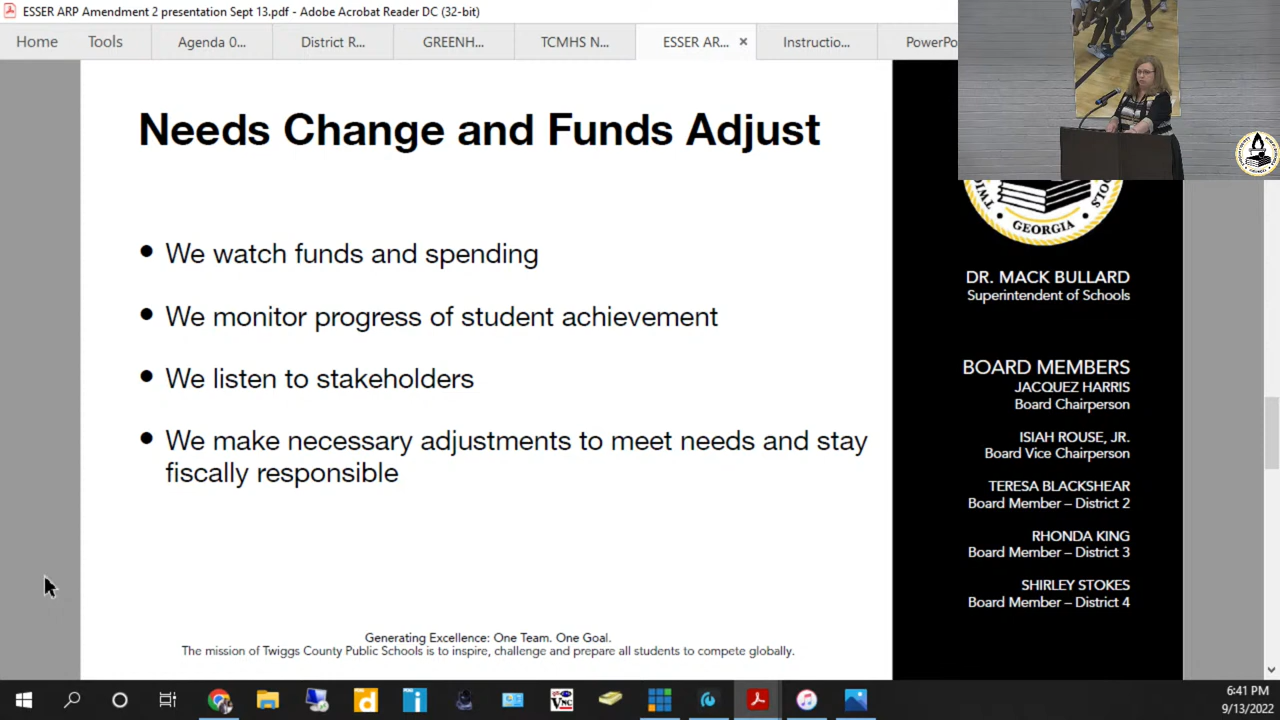 ESSER ARP Amendment 2 presentation Sept 13.pdf - Adobe Acrobat Reader DC (32-bit)
Home
Tools
Agenda 0...
District R...
GREENH...
TCMHS N...
ESSER AR...
Instructio...
PowerPo
Needs Change and Funds Adjust
• We watch funds and spending
• We monitor progress of student achievement
• We listen to stakeholders
• We make necessary adjustments to meet needs and stay
fiscally responsible
Generating Excellence: One Team. One Goal.
The mission of Twiggs County Public Schools is to inspire, challenge and prepare all students to compete globally.
GEORGIA
DR. MACK BULLARD
Superintendent of Schools
BOARD MEMBERS
JACQUEZ HARRIS
Board Chairperson
ISIAH ROUSE, JR.
Board Vice Chairperson
TERESA BLACKSHEAR
Board Member – District 2
RHONDA KING
Board Member – District 3
SHIRLEY STOKES
Board Member – District 4
VNC
6:41 PM
9/13/2022